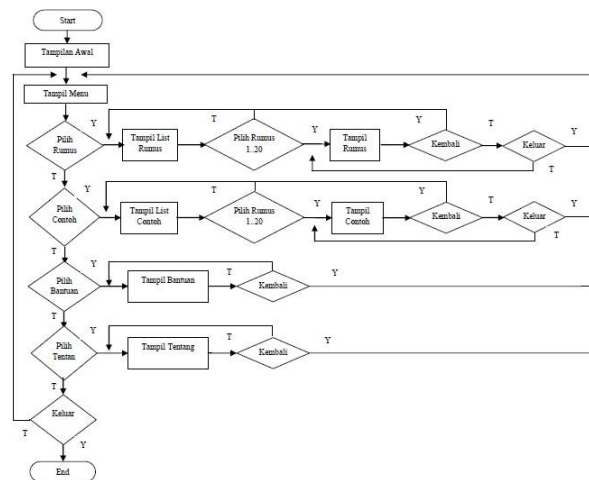 Start
Tampilan Awal
Tampil Menu
Y
T
Y
Y
T
Y
Pilih
Rumus
Tampil List
Rumus
Pilih Rumus
1..20
Tampil
Rumus
Kembali
Keluar
T
T
Y
T
Y
Y
T
Y
Pilih
Contoh
Tampil List
Contoh
Pilih Rumus
1..20
Tampil
Contoh
Kembali
Keluar
T
T
Y
T
Y
Pilih
Bantuan
Tampil Bantuan
Kembali
T
Y
T
Y
Pilih
Tentan
Tampil Tentang
Kembali
T
Keluar
T
Y
End